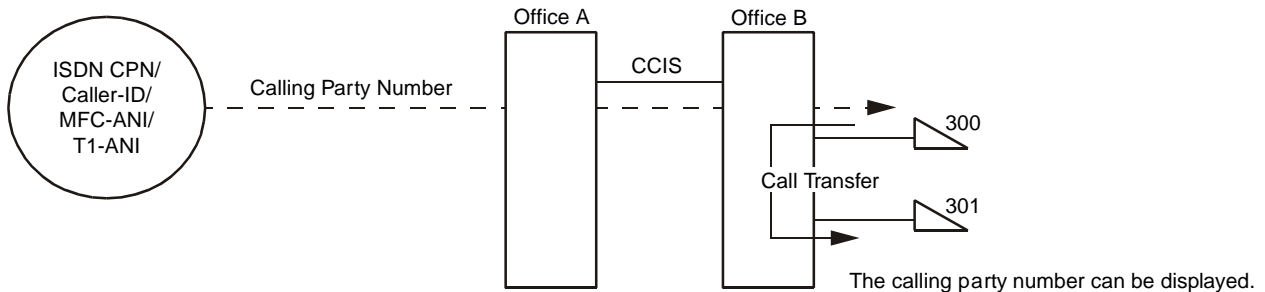 Office A
Office B
ISDN CPN/
Caller-ID/
MFC-ANI/
T1-ANI
Calling Party Number
CCIS
300
Call Transfer
301
The calling party number can be displayed.